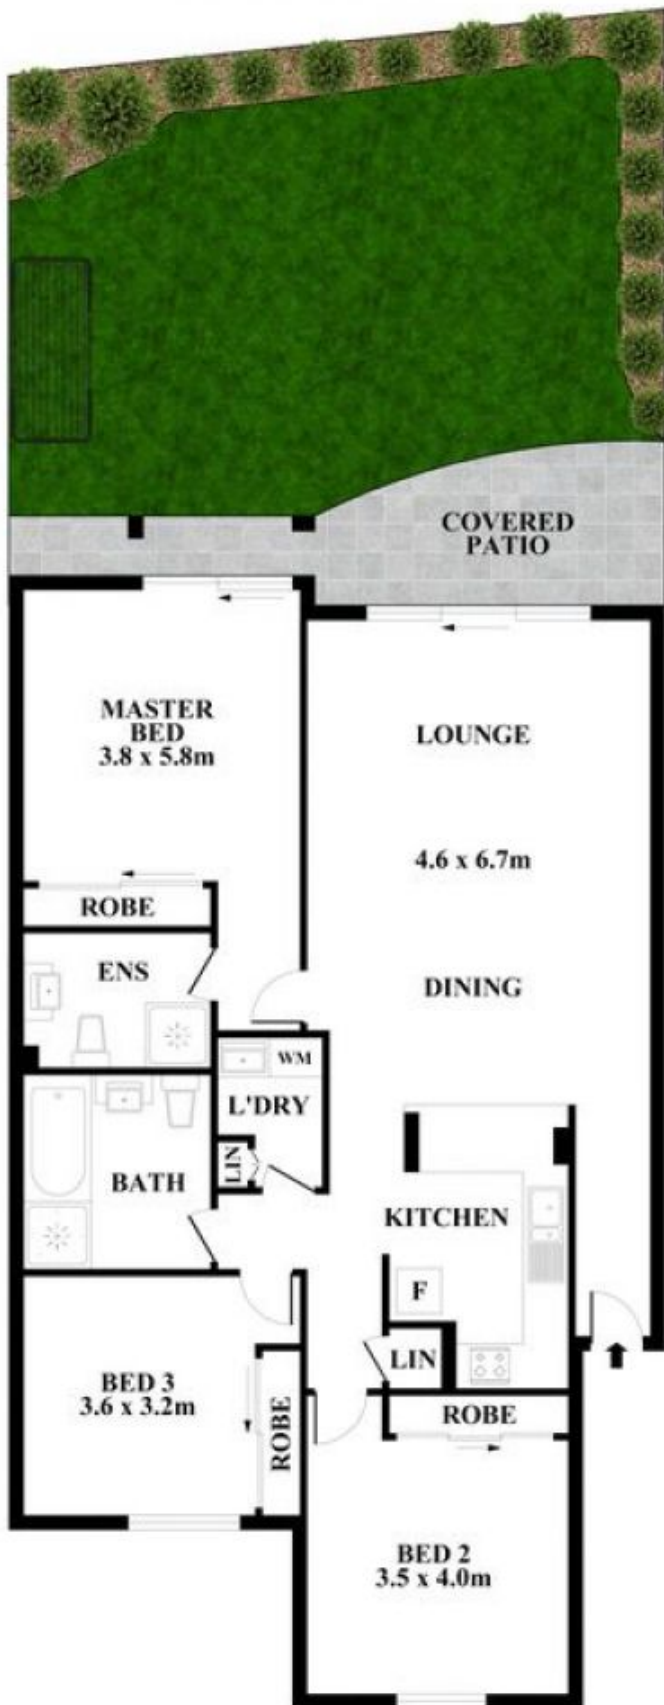 COVERED
PATIO
MASTER
BED
3.8 x 5.8m
LOUNGE
4.6 x 6.7m
ROBE
ENS
DINING
WM
L'DRY
LIN
BATH
KITCHEN
F
LIN
BED 3
3.6 x 3.2m
ROBE
ROBE
BED 2
3.5 x 4.0m